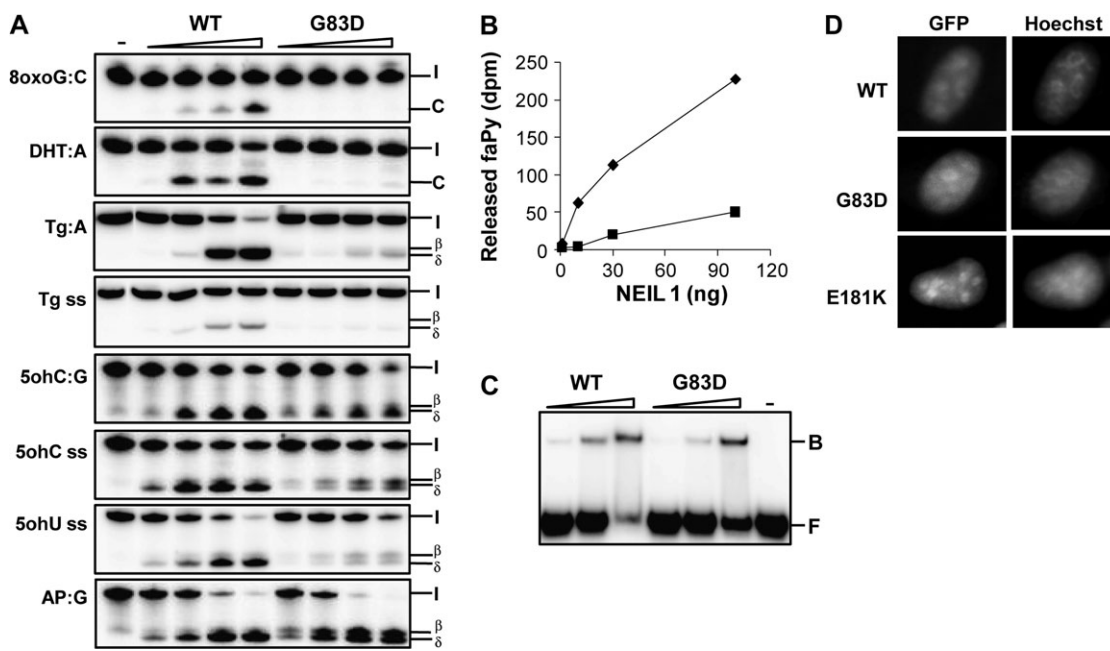 A
WT G83D
–
8oxoG:C
I
C
DHT:A
I
C
Tg:A
I
β
δ
Tg ss
I
β
δ
5ohC:G
I
β
δ
5ohC ss
I
β
δ
5ohU ss
I
β
δ
AP:G
I
β
δ
B
Released faPy (dpm)
250
200
150
100
50
0
0 30 60 90 120
NEIL 1 (ng)
C
WT G83D –
B
F
D
GFP Hoechst
WT
G83D
E181K